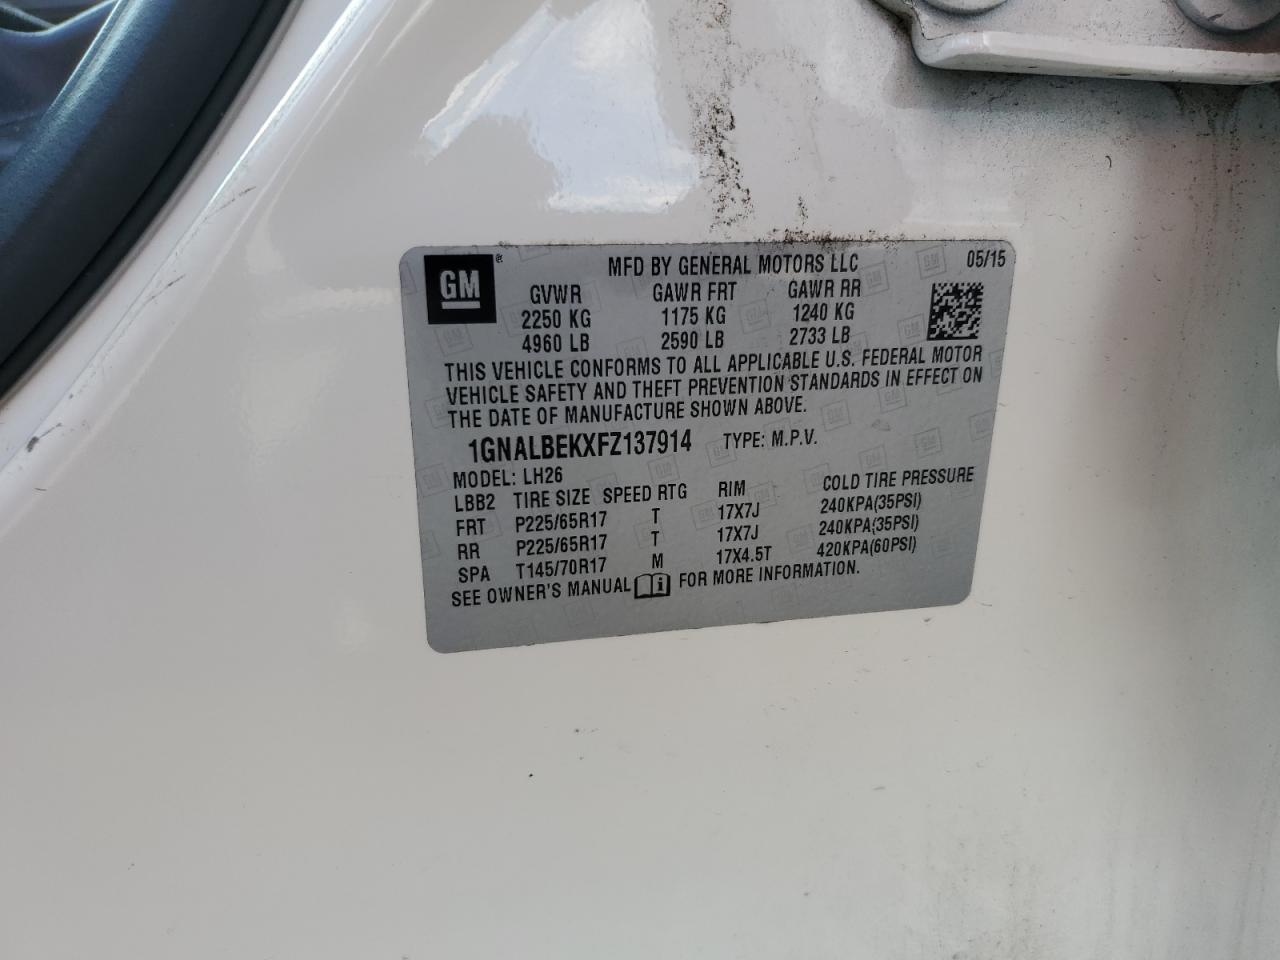 GM® MFD BY GENERAL MOTORS LLC 05/15
GVWR GAWR FRT GAWR RR
2250 KG 1175 KG 1240 KG
4960 LB 2590 LB 2733 LB
THIS VEHICLE CONFORMS TO ALL APPLICABLE U.S. FEDERAL MOTOR
VEHICLE SAFETY AND THEFT PREVENTION STANDARDS IN EFFECT ON
THE DATE OF MANUFACTURE SHOWN ABOVE.
1GNALBEKXFZ137914 TYPE: M.P.V.
MODEL: LH26
LBB2 TIRE SIZE SPEED RTG RIM COLD TIRE PRESSURE
FRT P225/65R17 T 17X7J 240KPA(35PSI)
RR P225/65R17 T 17X7J 240KPA(35PSI)
SPA T145/70R17 M 17X4.5T 420KPA(60PSI)
SEE OWNER'S MANUAL FOR MORE INFORMATION.